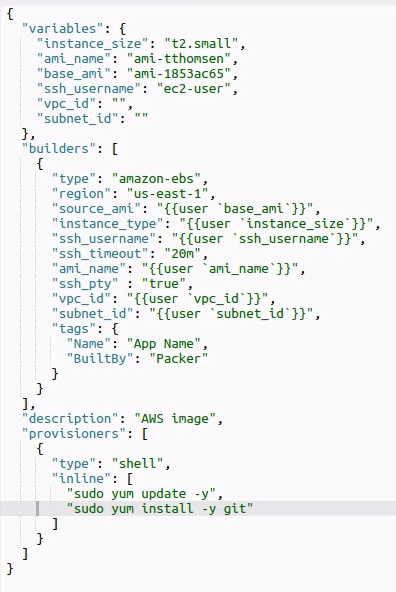 {
  "variables": {
    "instance_size": "t2.small",
    "ami_name": "ami-tthomsen",
    "base_ami": "ami-1853ac65",
    "ssh_username": "ec2-user",
    "vpc_id": "",
    "subnet_id": ""
  },
  "builders": [
    {
      "type": "amazon-ebs",
      "region": "us-east-1",
      "source_ami": "{{user `base_ami`}}",
      "instance_type": "{{user `instance_size`}}",
      "ssh_username": "{{user `ssh_username`}}",
      "ssh_timeout": "20m",
      "ami_name": "{{user `ami_name`}}",
      "ssh_pty" : "true",
      "vpc_id": "{{user `vpc_id`}}",
      "subnet_id": "{{user `subnet_id`}}",
      "tags": {
        "Name": "App Name",
        "BuiltBy": "Packer"
      }
    }
  ],
  "description": "AWS image",
  "provisioners": [
    {
      "type": "shell",
      "inline": [
        "sudo yum update -y",
        "sudo yum install -y git"
      ]
    }
  ]
}